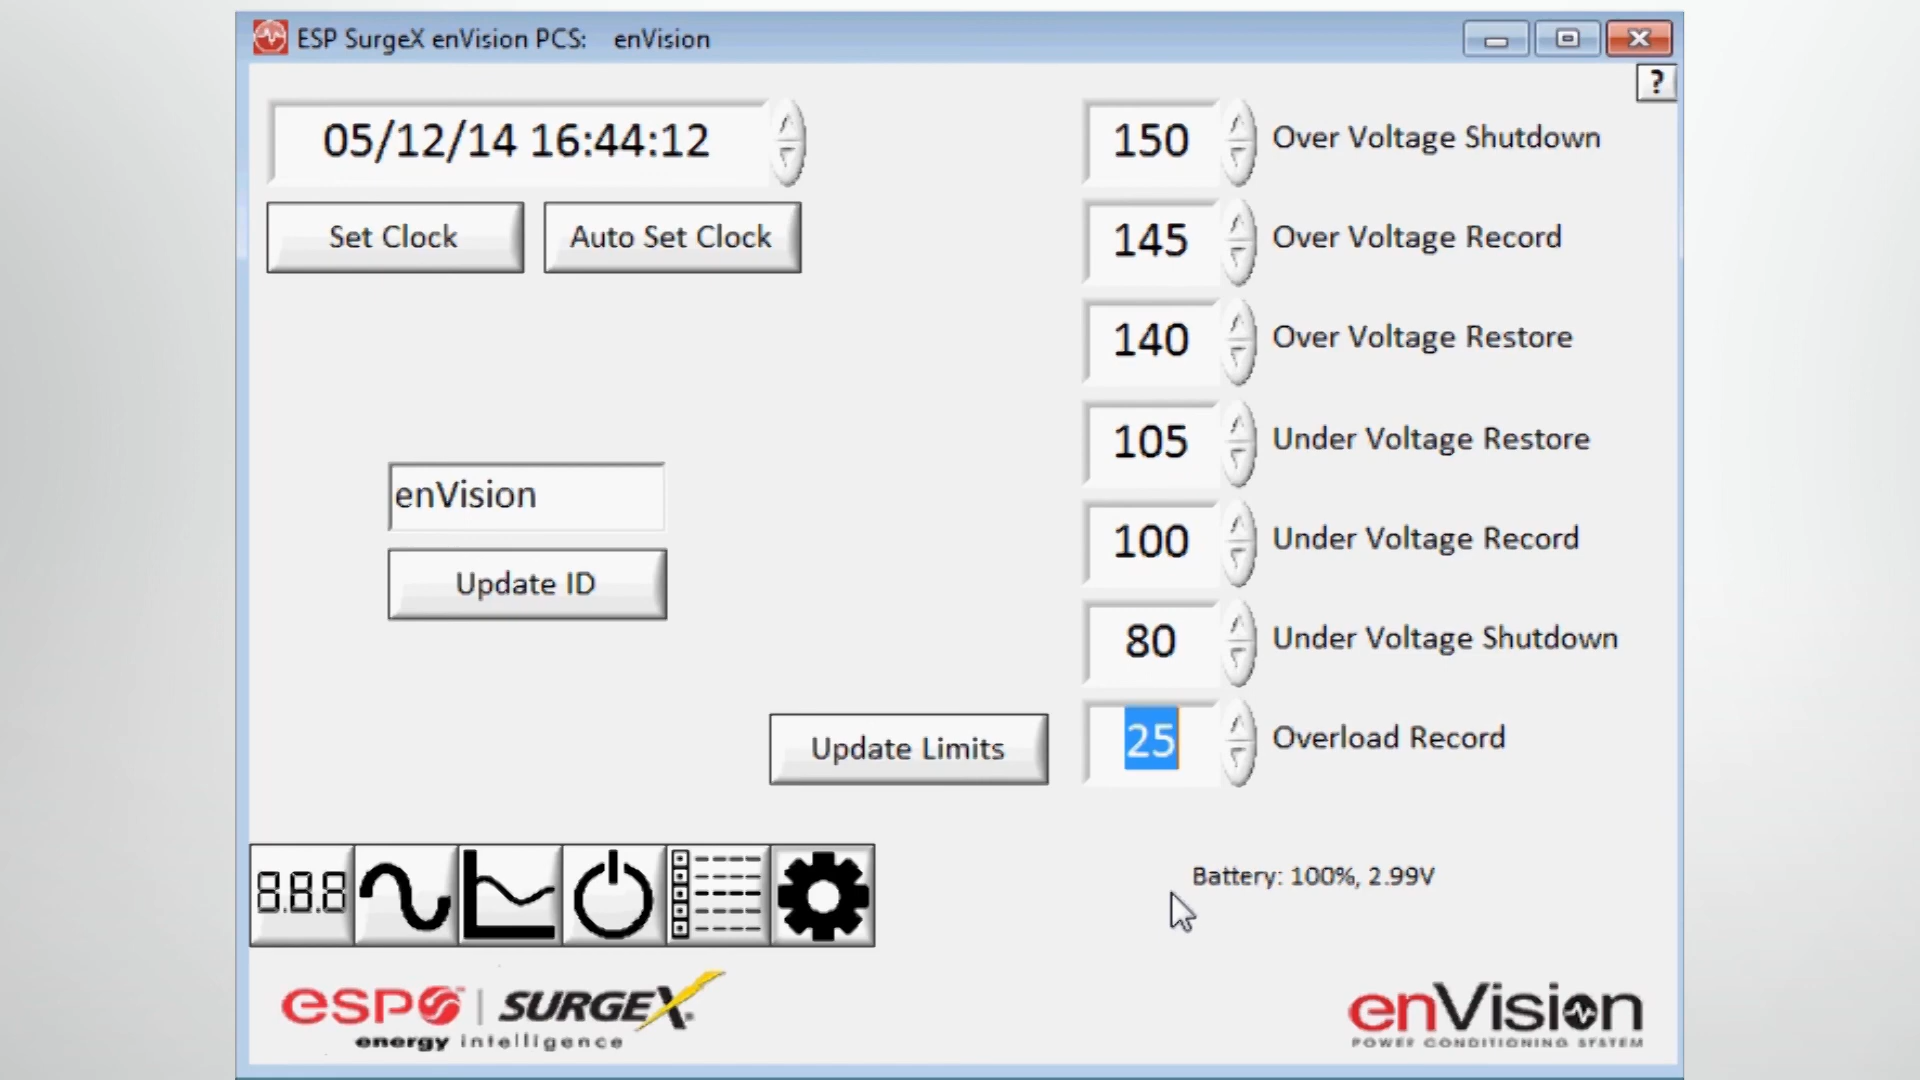 ESP SurgeX enVision PCS: enVision
?
05/12/14 16:44:12
Set Clock
Auto Set Clock
enVision
Update ID
150 Over Voltage Shutdown
145 Over Voltage Record
140 Over Voltage Restore
105 Under Voltage Restore
100 Under Voltage Record
80 Under Voltage Shutdown
Update Limits
25 Overload Record
8.8.8
Battery: 100%, 2.99V
esp | SURGEX
energy intelligence
enVision
POWER CONDITIONING SYSTEM